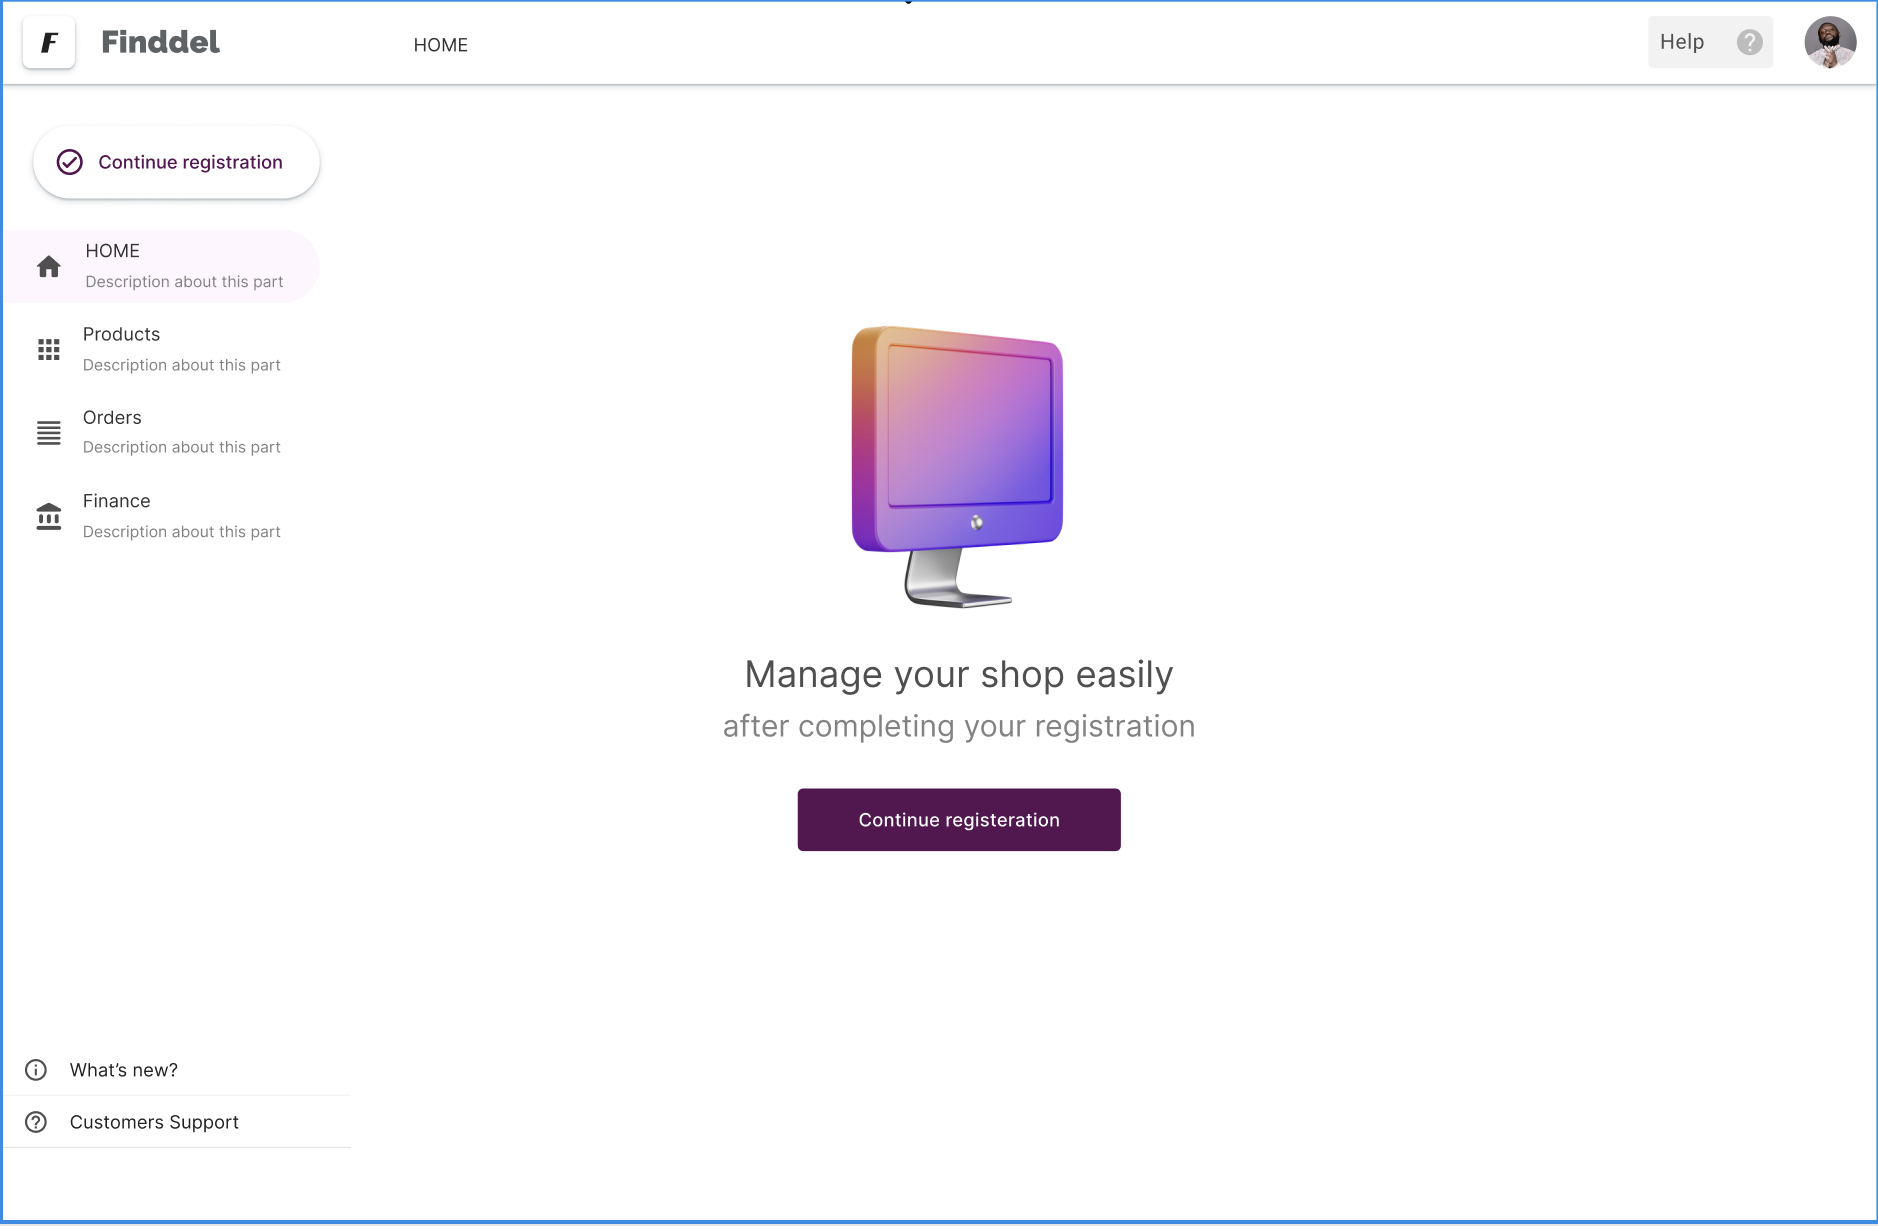 F
Finddel
HOME
Help
Continue registration
HOME
Description about this part
Products
Description about this part
Orders
Description about this part
Finance
Description about this part
Manage your shop easily
after completing your registration
Continue registeration
What's new?
Customers Support